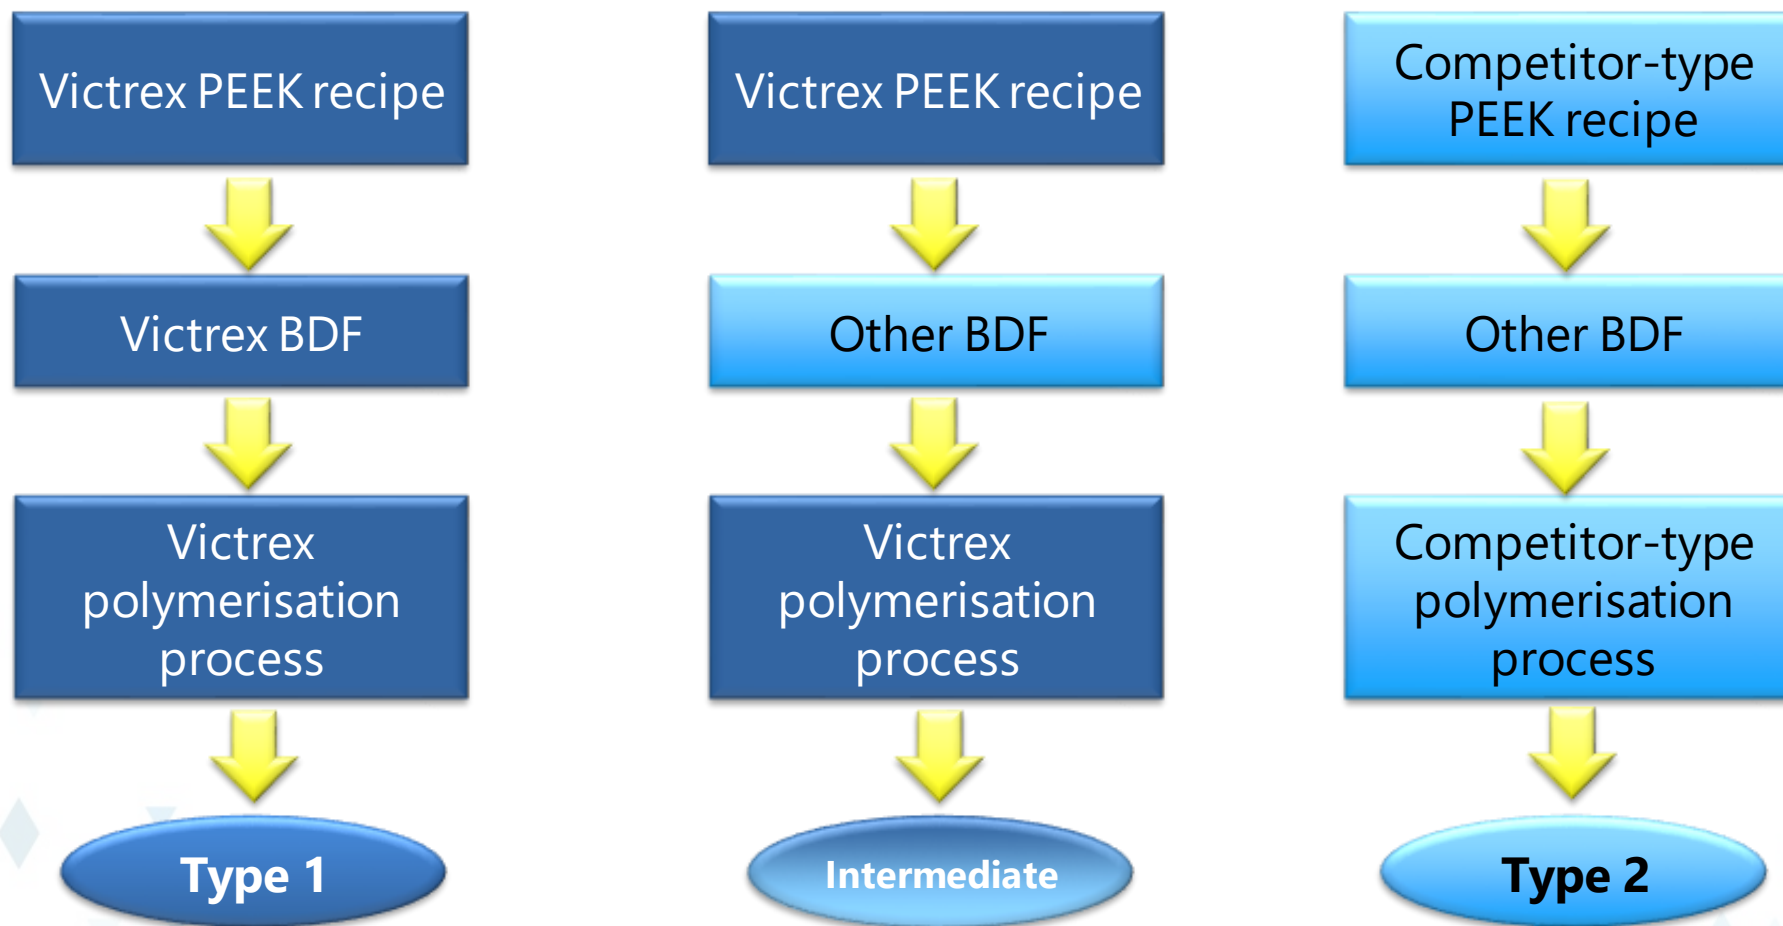 Victrex PEEK recipe
Victrex BDF
Victrex
polymerisation
process
Type 1
Victrex PEEK recipe
Other BDF
Victrex
polymerisation
process
Intermediate
Competitor-type
PEEK recipe
Other BDF
Competitor-type
polymerisation
process
Type 2